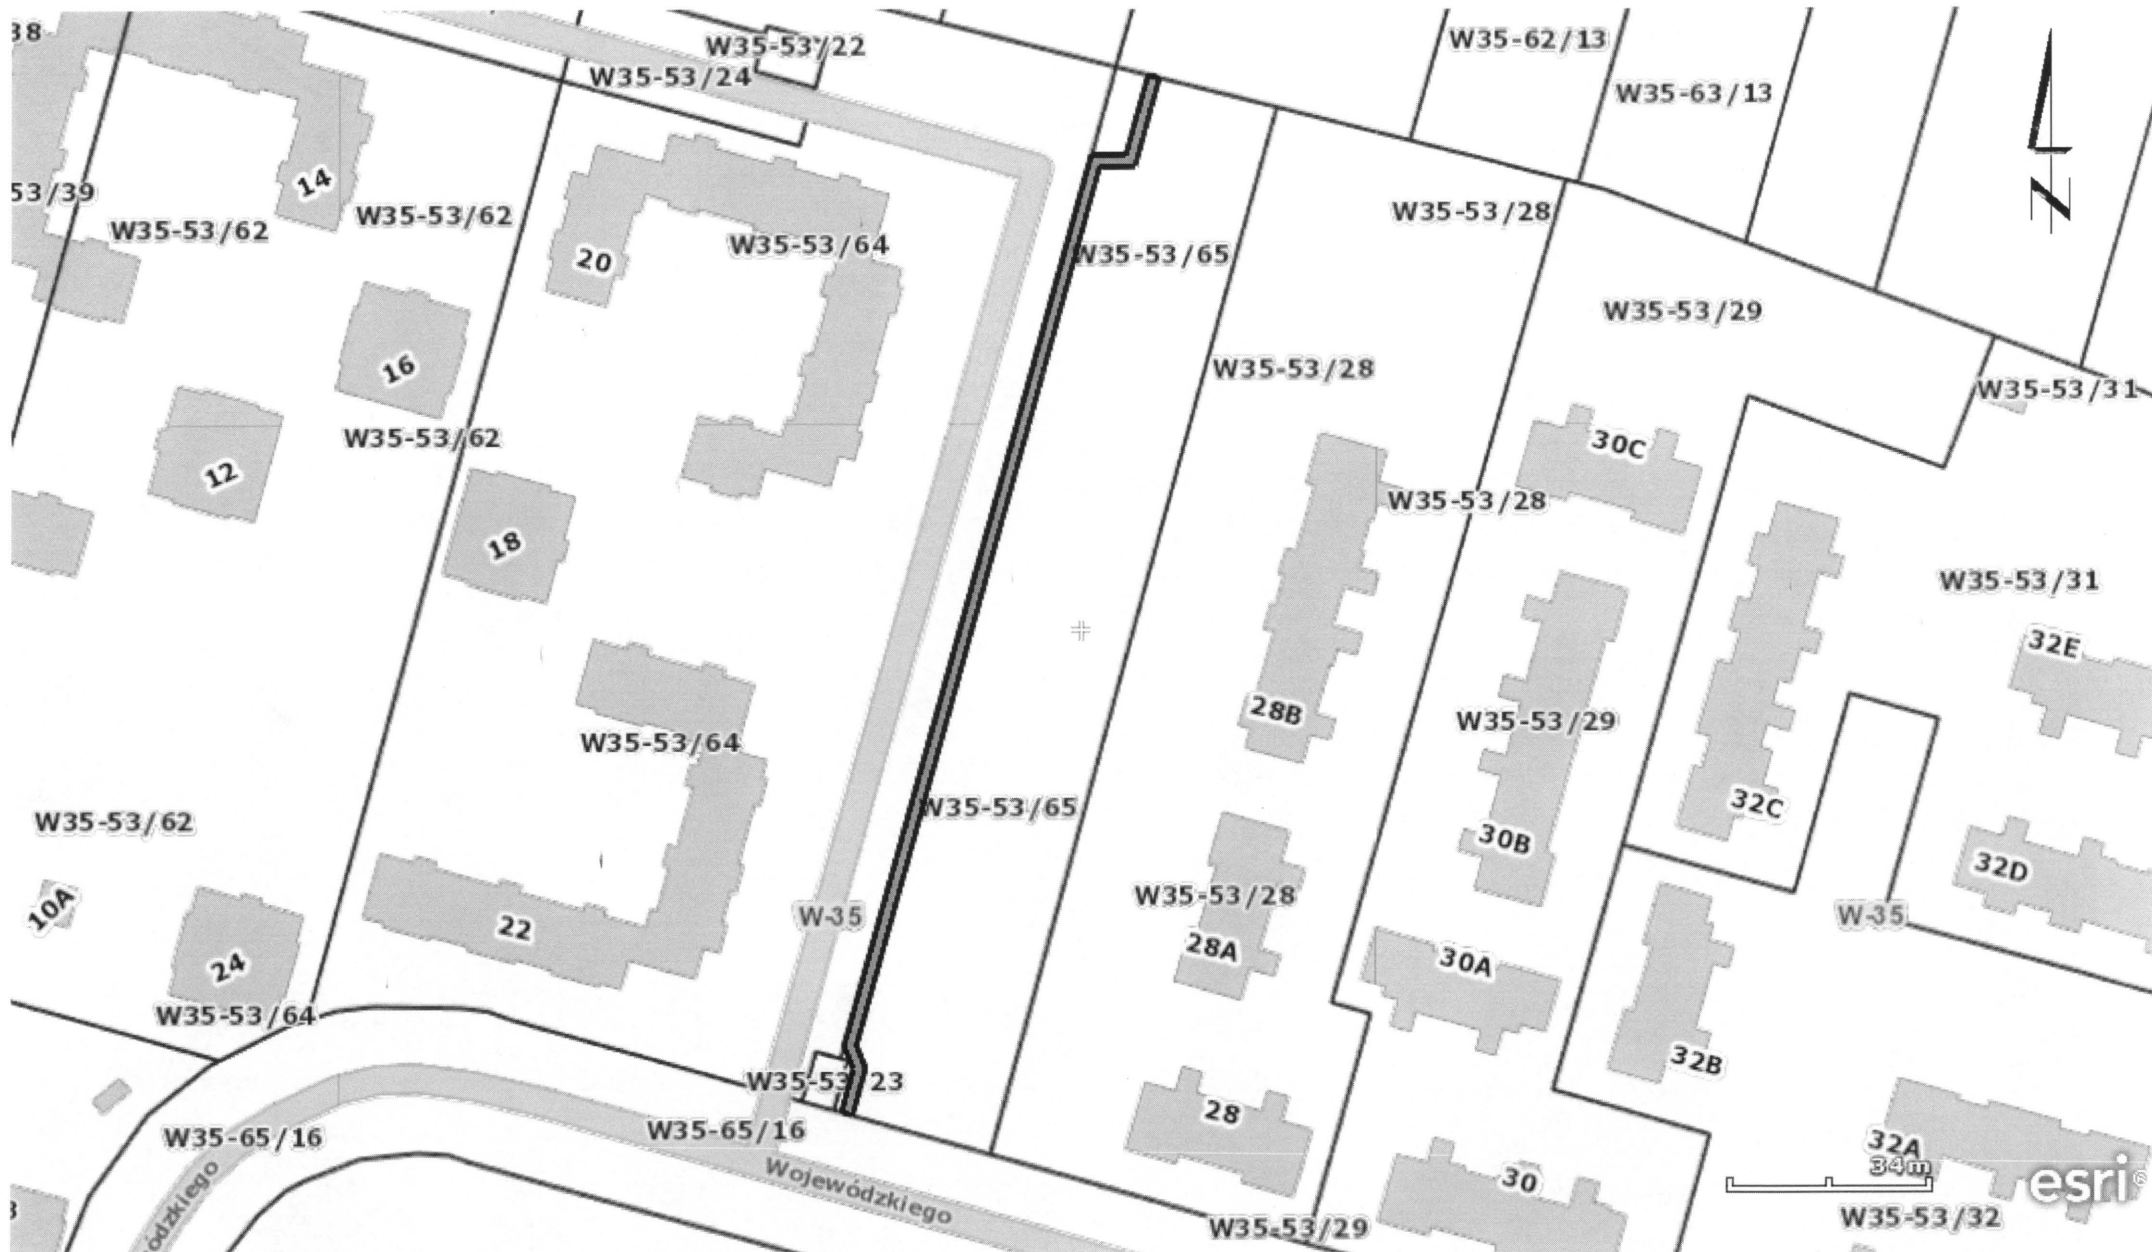 38
W35-53/22
W35-62/13
W35-53/24
W35-63/13
14
53/39
W35-53/62
W35-53/62
W35-53/28
N
20
W35-53/64
W35-53/65
W35-53/29
16
W35-53/28
W35-53/31
W35-53/62
30C
12
W35-53/28
18
W35-53/31
32E
28B
W35-53/29
W35-53/64
W35-53/62
W35-53/65
32C
30B
32D
10A
22
W-35
W35-53/28
W-35
24
28A
30A
W35-53/64
32B
W35-53/23
28
W35-65/16
W35-65/16
32A
34m
Wojewódzkiego
ódzkiego
30
esri
W35-53/29
W35-53/32